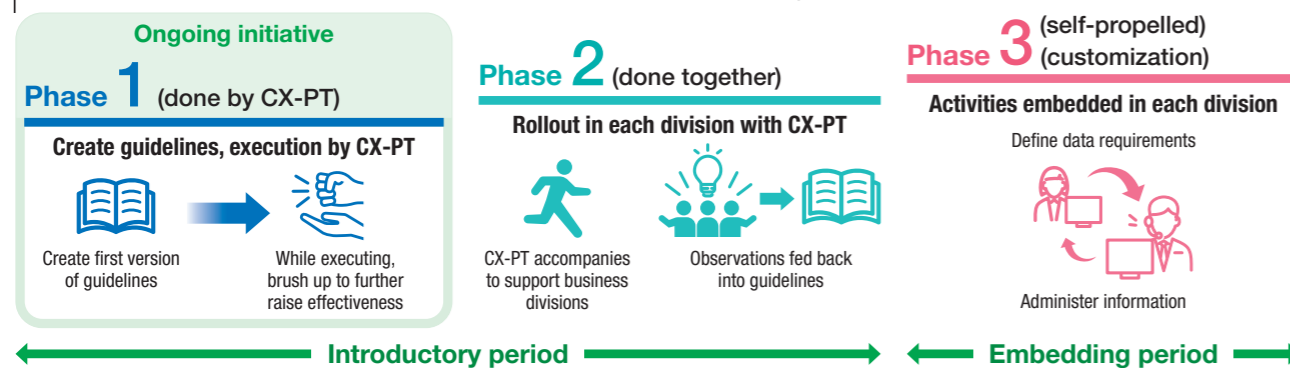 Ongoing initiative
Phase 1 (done by CX-PT)
Create guidelines, execution by CX-PT
Create first version
of guidelines
While executing,
brush up to further
raise effectiveness
Phase 2 (done together)
Rollout in each division with CX-PT
CX-PT accompanies
to support business
divisions
Observations fed back
into guidelines
Phase 3 (self-propelled)
(customization)
Activities embedded in each division
Define data requirements
Administer information
Introductory period
Embedding period